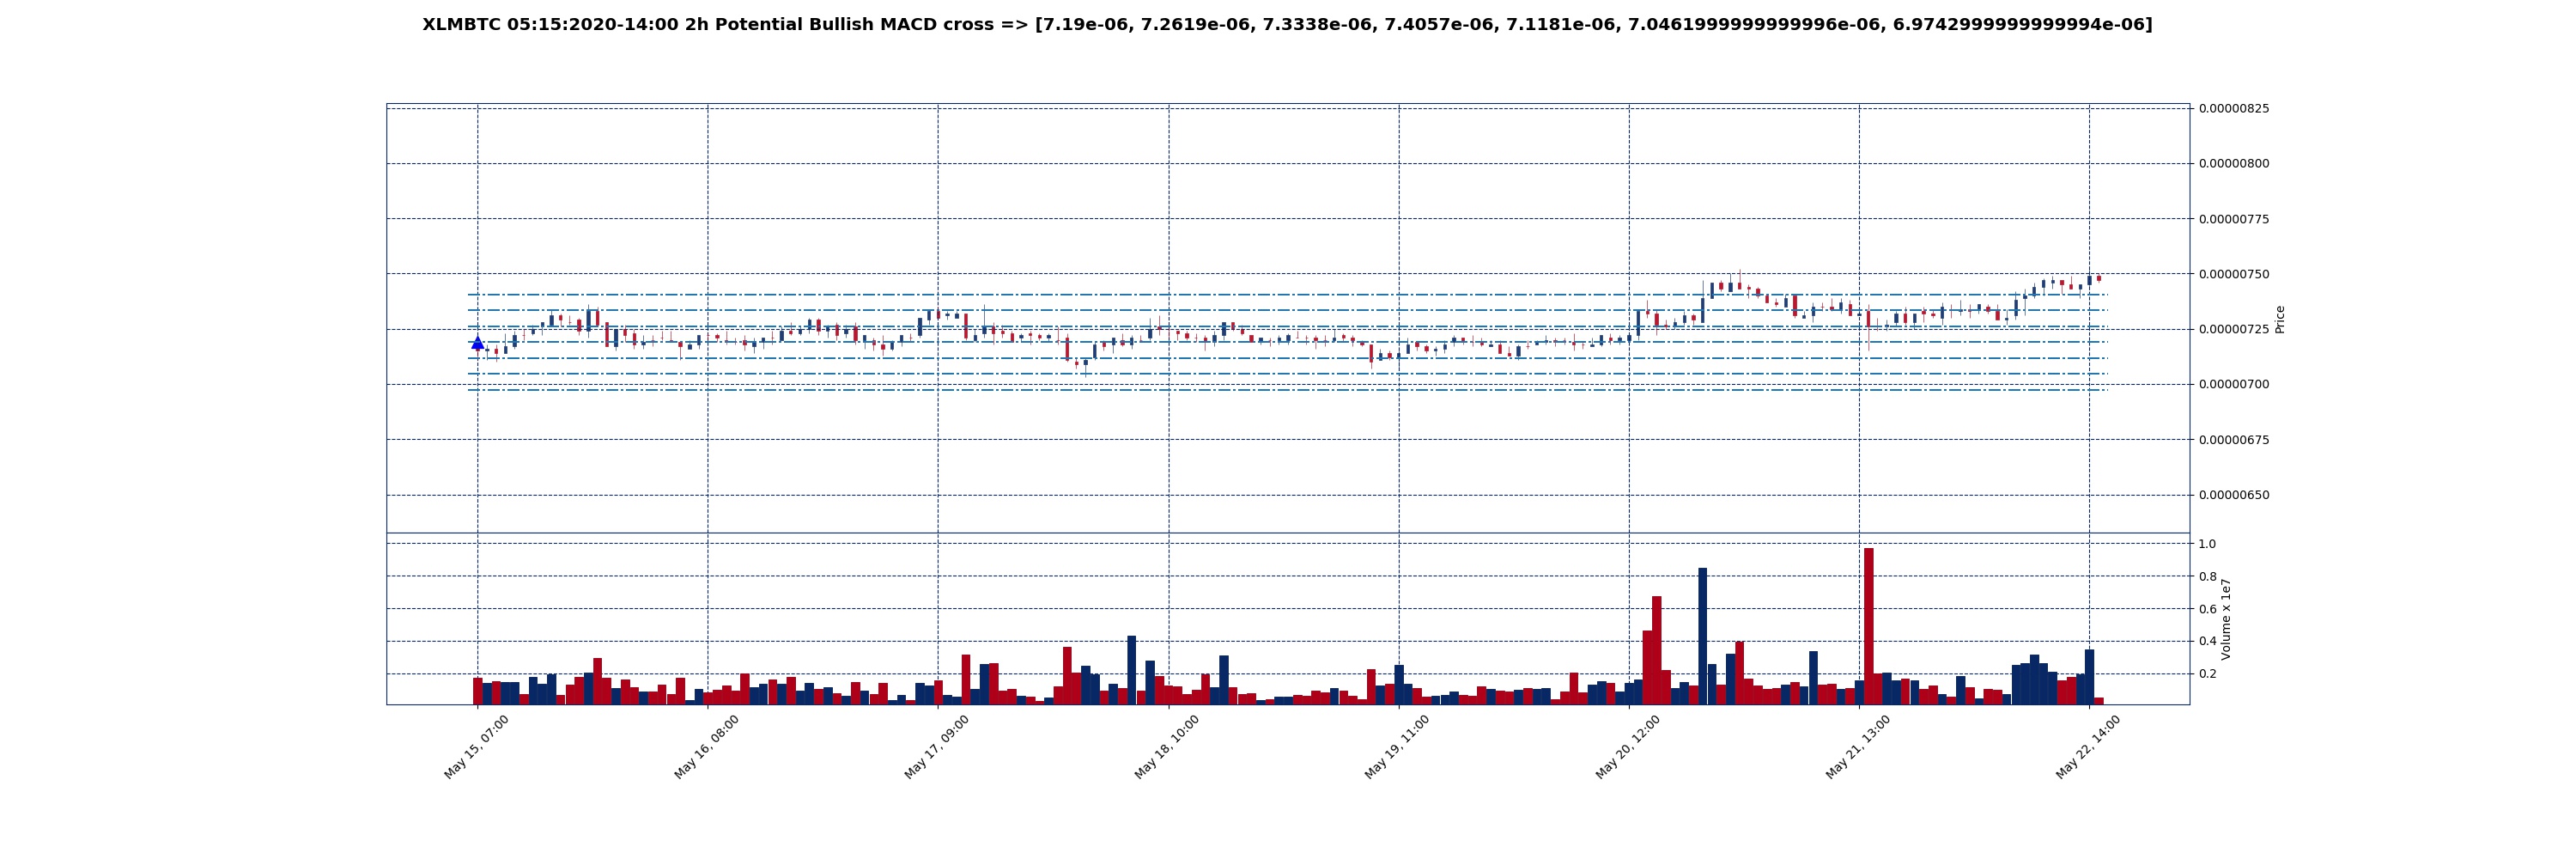 XLMBTC 05:15:2020-14:00 2h Potential Bullish MACD cross => [7.19e-06, 7.2619e-06, 7.3338e-06, 7.4057e-06, 7.1181e-06, 7.0461999999999996e-06, 6.9742999999999994e-06]
0.00000825
0.00000800
0.00000775
0.00000750
0.00000725
0.00000700
0.00000675
0.00000650
Price
1.0
0.8
0.6
0.4
0.2
Volume x 1e7
May 15, 07:00
May 16, 08:00
May 17, 09:00
May 18, 10:00
May 19, 11:00
May 20, 12:00
May 21, 13:00
May 22, 14:00